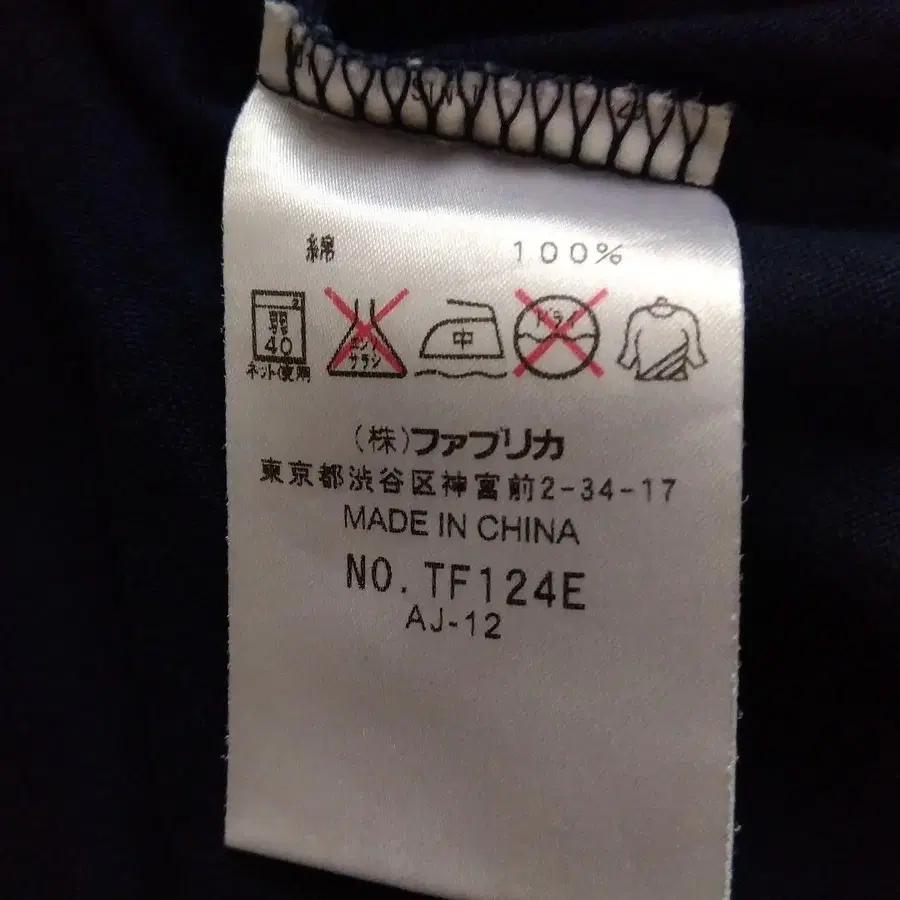 綿 100%
弱 40 エンソ サラシ 中 ドライ
ネット使用
(株)ファブリカ
東京都渋谷区神宮前2-34-17
MADE IN CHINA
NO. TF124E
AJ-12